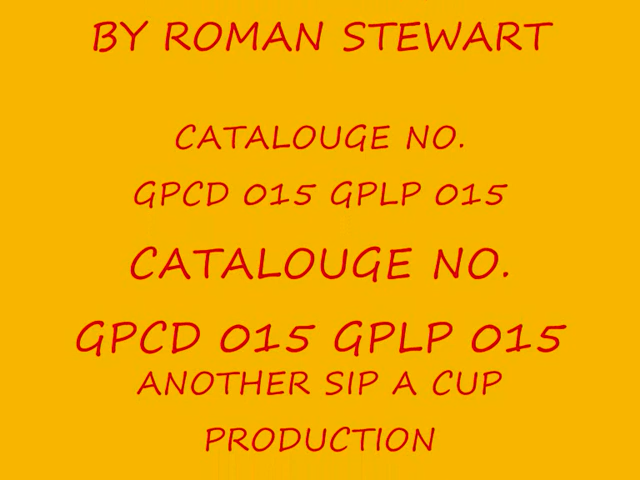 BY ROMAN STEWART
CATALOUGE NO.
GPCD 015 GPLP 015
CATALOUGE NO.
GPCD 015 GPLP 015
ANOTHER SIP A CUP
PRODUCTION